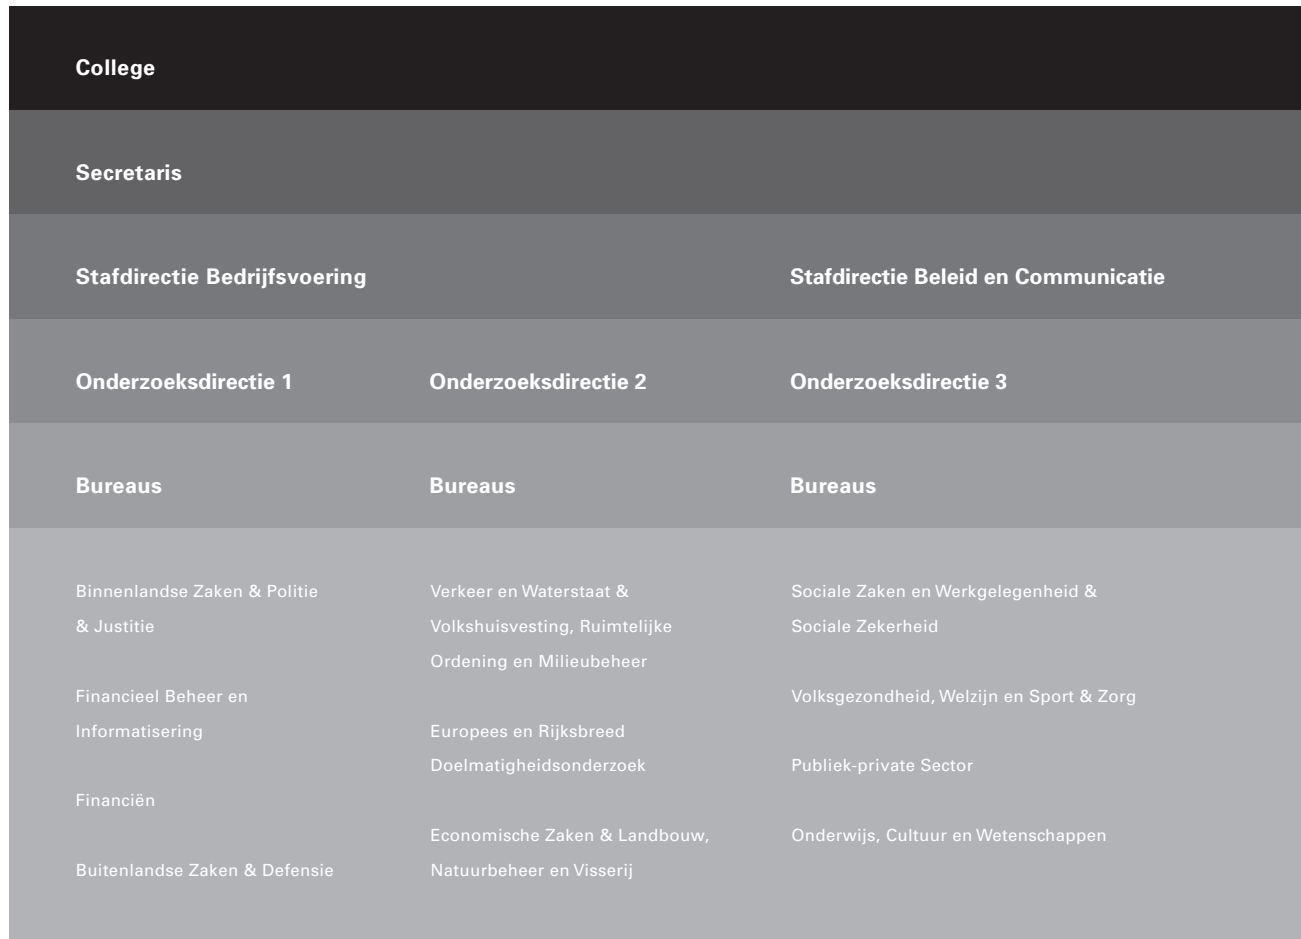 College
Secretaris
Stafdirectie Bedrijfsvoering
Stafdirectie Beleid en Communicatie
Onderzoeksdirectie 1
Onderzoeksdirectie 2
Onderzoeksdirectie 3
Bureaus
Bureaus
Bureaus
Binnenlandse Zaken & Politie
& Justitie
Financieel Beheer en
Informatisering
Financiën
Buitenlandse Zaken & Defensie
Verkeer en Waterstaat &
Volkshuisvesting, Ruimtelijke
Ordening en Milieubeheer
Europees en Rijksbreed
Doelmatigheidsonderzoek
Economische Zaken & Landbouw,
Natuurbeheer en Visserij
Sociale Zaken en Werkgelegenheid &
Sociale Zekerheid
Volksgezondheid, Welzijn en Sport & Zorg
Publiek-private Sector
Onderwijs, Cultuur en Wetenschappen